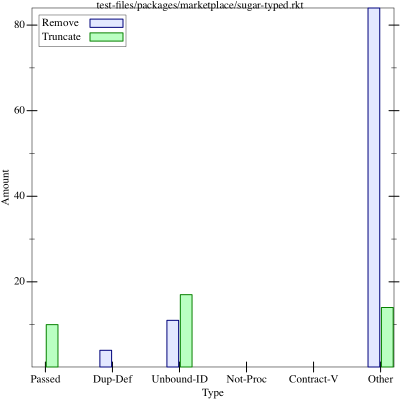 test-files/packages/marketplace/sugar-typed.rkt
Remove
Truncate
80
60
40
20
Amount
Passed Dup-Def Unbound-ID Not-Proc Contract-V Other
Type